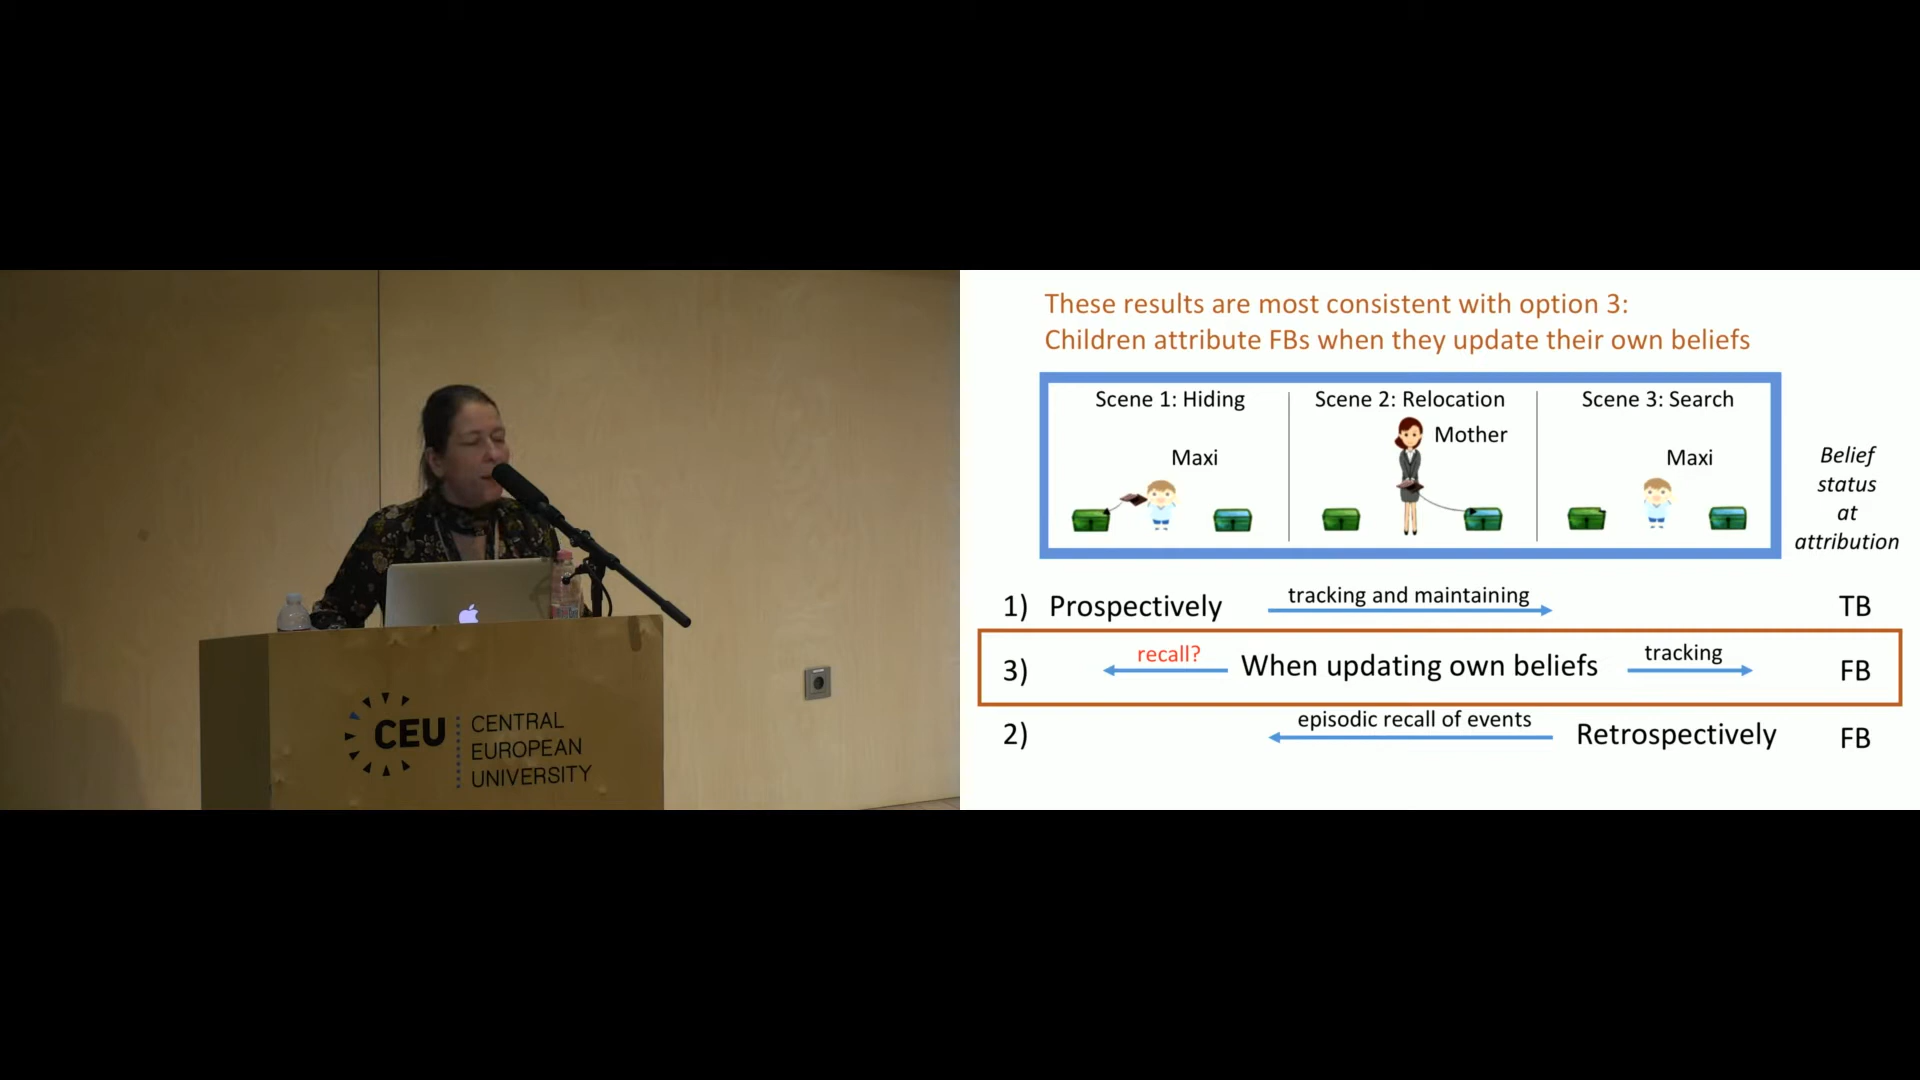 CEU
CENTRAL
EUROPEAN
UNIVERSITY
These results are most consistent with option 3:
Children attribute FBs when they update their own beliefs
Scene 1: Hiding
Scene 2: Relocation
Scene 3: Search
Mother
Maxi
Maxi
Belief
status
at
attribution
1) Prospectively tracking and maintaining TB
3) recall? When updating own beliefs tracking FB
2) episodic recall of events Retrospectively FB